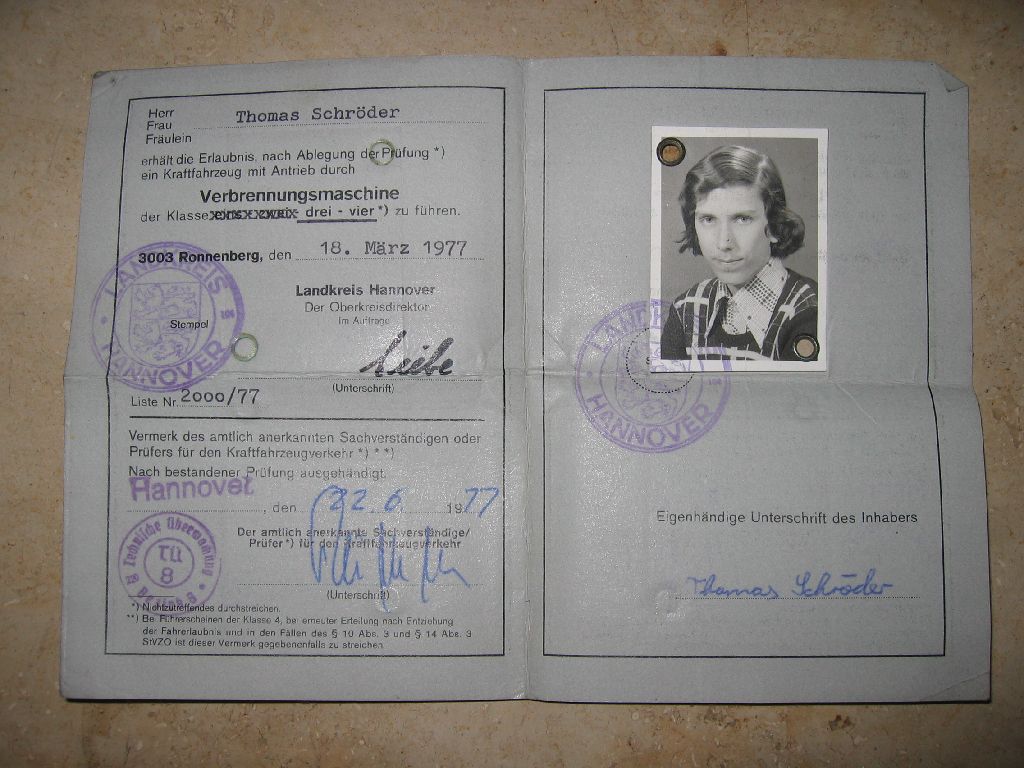 Herr
Frau
Fräulein
Thomas Schröder
erhält die Erlaubnis, nach Ablegung der Prüfung *)
ein Kraftfahrzeug mit Antrieb durch
Verbrennungsmaschine
der Klasse drei - vier *) zu führen.
3003 Ronnenberg, den 18. März 1977
Landkreis Hannover
Der Oberkreisdirektor
Im Auftrage
LANDKREIS
Stempel
106
HANNOVER
(Unterschrift)
Liste Nr. 2000/77
Vermerk des amtlich anerkannten Sachverständigen oder
Prüfers für den Kraftfahrzeugverkehr *) **)
Nach bestandener Prüfung ausgehändigt.
Hannover, den 22. 6. 1977
Der amtlich anerkannte Sachverständige/
Prüfer *) für den Kraftfahrzeugverkehr
Technische Überwachung
TÜ
8
(Unterschrift)
*) Nichtzutreffendes durchstreichen.
**) Bei Führerscheinen der Klasse 4, bei erneuter Erteilung nach Entziehung
der Fahrerlaubnis und in den Fällen des § 10 Abs. 3 und § 14 Abs. 3
StVZO ist dieser Vermerk gegebenenfalls zu streichen.
HANNOVER
106
Eigenhändige Unterschrift des Inhabers
Thomas Schröder